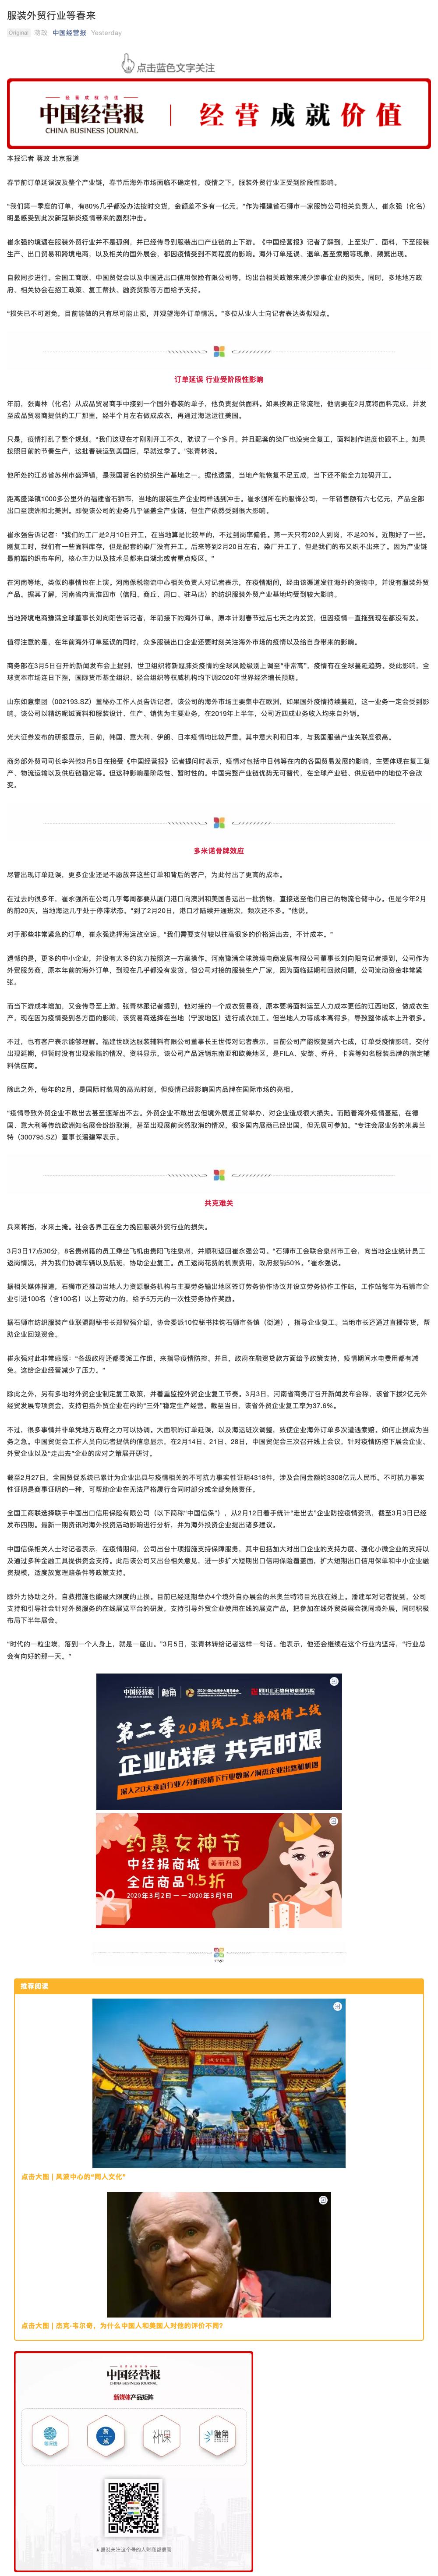 服装外贸行业等春来
Original 蒋政 中国经营报 Yesterday
点击蓝色文字关注
中国经营报
CHINA BUSINESS JOURNAL
经营成就价值
本报记者 蒋政 北京报道
春节前订单延误波及整个产业链，春节后海外市场面临不确定性，疫情之下，服装外贸行业正受到阶段性影响。
“我们第一季度的订单，有80%几乎都没办法按时交货，金额差不多有一亿元。”作为福建省石狮市一家服饰公司相关负责人，崔永强（化名）
明显感受到此次新冠肺炎疫情带来的剧烈冲击。
崔永强的境遇在服装外贸行业并不是孤例，并已经传导到服装出口产业链的上下游。《中国经营报》记者了解到，上至染厂、面料，下至服装
生产、出口贸易和跨境电商，以及相关的国外展会，都因疫情受到不同程度的影响。海外订单延误、退单,甚至索赔等现象，频繁出现。
自救同步进行。全国工商联、中国贸促会以及中国进出口信用保险有限公司等，均出台相关政策来减少涉事企业的损失。同时，多地地方政
府、相关协会在招工政策、复工帮扶、融资贷款等方面给予支持。
“损失已不可避免，目前能做的只有尽可能止损，并观望海外订单情况。”多位从业人士向记者表达类似观点。
订单延误 行业受阶段性影响
年前，张青林（化名）从成品贸易商手中接到一个国外春装的单子，他负责提供面料。如果按照正常流程，他需要在2月底将面料完成，并发
至成品贸易商提供的工厂那里，经半个月左右做成成衣，再通过海运运往美国。
只是，疫情打乱了整个规划。“我们这现在才刚刚开工不久，耽误了一个多月。并且配套的染厂也没完全复工，面料制作进度也跟不上。如果
按照目前的节奏生产，这批春装运到美国后，早就过季了。”张青林说。
他所处的江苏省苏州市盛泽镇，是我国著名的纺织生产基地之一。据他透露，当地产能恢复不足五成，当下还不能全力加码开工。
距离盛泽镇1000多公里外的福建省石狮市，当地的服装生产企业同样遇到冲击。崔永强所在的服饰公司，一年销售额有六七亿元，产品全部
出口至澳洲和北美洲。即便该公司的业务几乎涵盖全产业链，但生产依然受到很大影响。
崔永强告诉记者：“我们的工厂是2月10日开工，在当地算是比较早的，不过到岗率偏低。第一天只有202人到岗，不足20%。近期好了一些。
刚复工时，我们有一些面料库存，但是配套的染厂没有开工。后来等到2月20日左右，染厂开工了，但是我们的布又织不出来了。因为产业链
最前端的织布车间，核心主力以及技术员都来自湖北或者重点疫区。”
在河南等地，类似的事情也在上演。河南保税物流中心相关负责人对记者表示，在疫情期间，经由该渠道发往海外的货物中，并没有服装外贸
产品。据其了解，河南省内黄淮四市（信阳、商丘、周口、驻马店）的纺织服装外贸产业基地均受到较大影响。
当地跨境电商豫满全球董事长刘向阳告诉记者，年前接下的海外订单，原本计划春节过后七天之内发货，但因疫情一直拖到现在都没有发。
值得注意的是，在年前海外订单延误的同时，众多服装出口企业还要时刻关注海外市场的疫情以及给自身带来的影响。
商务部在3月5日召开的新闻发布会上提到，世卫组织将新冠肺炎疫情的全球风险级别上调至“非常高”，疫情有在全球蔓延趋势。受此影响，全
球资本市场连日下挫，国际货币基金组织、经合组织等权威机构均下调2020年世界经济增长预期。
山东如意集团（002193.SZ）董秘办工作人员告诉记者，该公司的海外市场主要集中在欧洲，如果国外疫情持续蔓延，这一业务一定会受到影
响。该公司以精纺呢绒面料和服装设计、生产、销售为主要业务，在2019年上半年，公司近四成业务收入均来自外销。
光大证券发布的研报显示，目前，韩国、意大利、伊朗、日本疫情均比较严重。其中意大利和日本，与我国服装产业关联度很高。
商务部外贸司司长李兴乾3月5日在接受《中国经营报》记者提问时表示，疫情对包括中日韩等在内的各国贸易发展的影响，主要体现在复工复
产、物流运输以及供应链稳定等。但这种影响是阶段性、暂时性的。中国完整产业链优势无可替代，在全球产业链、供应链中的地位不会改
变。
多米诺骨牌效应
尽管出现订单延误，更多企业还是不愿放弃这些订单和背后的客户，为此付出了更高的成本。
在过去的很多年，崔永强所在公司几乎每周都要从厦门港口向澳洲和美国各运出一批货物，直接送至他们自己的物流仓储中心。但是今年2月
的前20天，当地海运几乎处于停滞状态。“到了2月20日，港口才陆续开通班次，频次还不多。”他说。
对于那些非常紧急的订单，崔永强选择海运改空运。“我们需要支付较以往高很多的价格运出去，不计成本。”
遗憾的是，更多的中小企业，并没有太多的实力按照这一方案操作。河南豫满全球跨境电商发展有限公司董事长刘向阳向记者提到，公司作为
外贸服务商，原本年前的海外订单，到现在几乎都没有发货。但公司对接的服装生产厂家，因为面临延期和回款问题，公司流动资金非常紧
张。
而当下游成本增加，又会传导至上游。张青林跟记者提到，他对接的一个成衣贸易商，原本要将面料运至人力成本更低的江西地区，做成衣生
产。现在因为疫情受到各方面的影响，该贸易商选择在当地（宁波地区）进行成衣加工。但当地人力等成本高得多，导致整体成本上升很多。
不过，也有客户表示能够理解。福建世联达服装辅料有限公司董事长王世传对记者表示，目前公司产能恢复到六七成，订单受疫情影响，交付
出现延期，但暂时没有出现索赔的情况。资料显示，该公司产品远销东南亚和欧美地区，是FILA、安踏、乔丹、卡宾等知名服装品牌的指定辅
料供应商。
除此之外，每年的2月，是国际时装周的高光时刻，但疫情已经影响国内品牌在国际市场的亮相。
“疫情导致外贸企业不敢出去甚至逐渐出不去。外贸企业不敢出去但境外展览正常举办，对企业造成很大损失。而随着海外疫情蔓延，在德
国、意大利等传统欧洲知名展会纷纷取消，甚至出现展前突然取消的情况，很多国内展商已经出国，但无展可参加。”专注会展业务的米奥兰
特（300795.SZ）董事长潘建军表示。
共克难关
兵来将挡，水来土掩。社会各界正在全力挽回服装外贸行业的损失。
3月3日17点30分，8名贵州籍的员工乘坐飞机由贵阳飞往泉州，并顺利返回崔永强公司。“石狮市工会联合泉州市工会，向当地企业统计员工
返岗情况，并为我们协调车辆以及航班，协助企业复工。员工返岗花费的机票费用，政府报销50%。”崔永强说。
据相关媒体报道，石狮市还推动当地人力资源服务机构与主要劳务输出地区签订劳务协作协议并设立劳务协作工作站，工作站每年为石狮市企
业引进100名（含100名）以上劳动力的，给予5万元的一次性劳务协作奖励。
据石狮市纺织服装产业联盟副秘书长郑智强介绍，协会委派10位秘书挂钩石狮市各镇（街道），指导企业复工。当地市长还通过直播带货，帮
助企业回笼资金。
崔永强对此非常感慨：“各级政府还都委派工作组，来指导疫情防控。并且，政府在融资贷款方面给予政策支持，疫情期间水电费用都有减
免。这给企业经营减少了压力。”
除此之外，另有多地对外贸企业制定复工政策，并着重监控外贸企业复工节奏。3月3日，河南省商务厅召开新闻发布会称，该省下拨2亿元外
经贸发展专项资金，支持包括外贸企业在内的“三外”稳定生产经营。截至当日，该省外贸企业复工率为37.6%。
不过，很多事情并非单凭地方政府之力可以协调。大面积的订单延误，以及海运班次调整，致使企业海外订单多次遭遇索赔。如何止损成为当
务之急。中国贸促会工作人员向记者提供的信息显示，在2月14日、21日、28日，中国贸促会三次召开线上会议，针对疫情防控下展会企业、
外贸企业以及“走出去”企业的应对之策展开研讨。
截至2月27日，全国贸促系统已累计为企业出具与疫情相关的不可抗力事实性证明4318件，涉及合同金额约3308亿元人民币。不可抗力事实
性证明是商事证明的一种，可帮助企业在无法严格履行合同时部分或全部免除责任。
全国工商联选择联手中国出口信用保险有限公司（以下简称“中国信保”），从2月12日着手统计“走出去”企业防控疫情资讯，截至3月3日已经
发布四期。最新一期资讯对海外投资活动影响进行分析，并为海外投资企业提出诸多建议。
中国信保相关人士对记者表示，在疫情期间，公司出台十项措施支持保障服务，其中包括加大对出口企业的支持力度、强化小微企业的支持以
及通过多种金融工具提供资金支持。此后该公司又出台相关意见，进一步扩大短期出口信用保险覆盖面，扩大短期出口信用保单和中小企业融
资规模，适度放宽理赔条件等政策支持。
除外力协助之外，自救措施也能最大限度的止损。目前已经延期举办4个境外自办展会的米奥兰特将目光放在线上。潘建军对记者提到，公司
支持和引导社会针对外贸服务的在线展览平台的研发，支持引导外贸企业使用在线的展览产品，把参加在线外贸类展会视同境外展，同时积极
布局下半年展会。
“时代的一粒尘埃，落到一个人身上，就是一座山。”3月5日，张青林转给记者这样一句话。他表示，他还会继续在这个行业内坚持，“行业总
会有向好的那一天。”
中国经营报 融角
第二季20期线上直播倾情上线
企业战疫 共克时艰
深入20大垂直行业/分析疫情下行业数据/洞悉企业出路和机遇
约惠女神节
中经报商城 美丽升级
全店商品9.5折
2020年3月2日一一2020年3月9日
推荐阅读
点击大图 | 风波中心的“同人文化”
点击大图 | 杰克·韦尔奇，为什么中国人和美国人对他的评价不同？
中国经营报
新媒体产品矩阵
融角